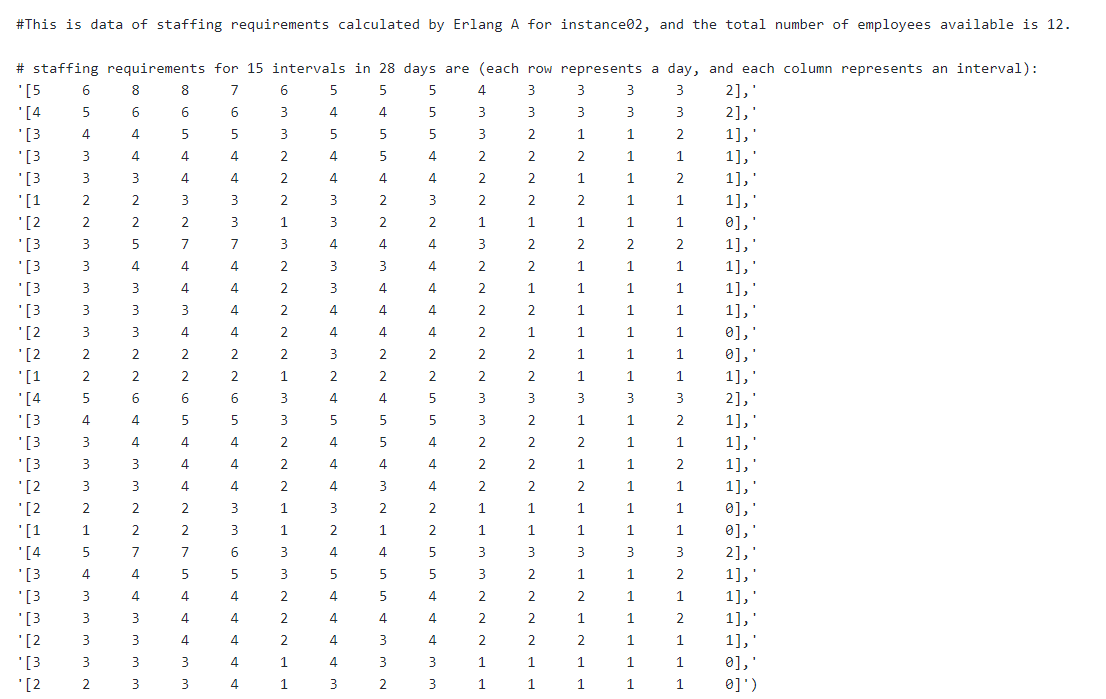 #This is data of staffing requirements calculated by Erlang A for instance02, and the total number of employees available is 12.
# staffing requirements for 15 intervals in 28 days are (each row represents a day, and each column represents an interval):
'[5 6 8 8 7 6 5 5 5 4 3 3 3 3 2],'
'[4 5 6 6 6 3 4 4 5 3 3 3 3 3 2],'
'[3 4 4 5 5 3 5 5 5 3 2 1 1 2 1],'
'[3 3 4 4 4 2 4 5 4 2 2 2 1 1 1],'
'[3 3 3 4 4 2 4 4 4 2 2 1 1 2 1],'
'[1 2 2 3 3 2 3 2 3 2 2 2 1 1 1],'
'[2 2 2 2 3 1 3 2 2 1 1 1 1 1 0],'
'[3 3 5 7 7 3 4 4 4 3 2 2 2 2 1],'
'[3 3 4 4 4 2 3 3 4 2 2 1 1 1 1],'
'[3 3 3 4 4 2 3 4 4 2 1 1 1 1 1],'
'[3 3 3 3 4 2 4 4 4 2 2 1 1 1 1],'
'[2 3 3 4 4 2 4 4 4 2 1 1 1 1 0],'
'[2 2 2 2 2 2 3 2 2 2 2 1 1 1 0],'
'[1 2 2 2 2 1 2 2 2 2 2 1 1 1 1],'
'[4 5 6 6 6 3 4 4 5 3 3 3 3 3 2],'
'[3 4 4 5 5 3 5 5 5 3 2 1 1 2 1],'
'[3 3 4 4 4 2 4 5 4 2 2 2 1 1 1],'
'[3 3 3 4 4 2 4 4 4 2 2 1 1 2 1],'
'[2 3 3 4 4 2 4 3 4 2 2 2 1 1 1],'
'[2 2 2 2 3 1 3 2 2 1 1 1 1 1 0],'
'[1 1 2 2 3 1 2 1 2 1 1 1 1 1 0],'
'[4 5 7 7 6 3 4 4 5 3 3 3 3 3 2],'
'[3 4 4 5 5 3 5 5 5 3 2 1 1 2 1],'
'[3 3 4 4 4 2 4 5 4 2 2 2 1 1 1],'
'[3 3 3 4 4 2 4 4 4 2 2 1 1 2 1],'
'[2 3 3 4 4 2 4 3 4 2 2 2 1 1 1],'
'[3 3 3 3 4 1 4 3 3 1 1 1 1 1 0],'
'[2 2 3 3 4 1 3 2 3 1 1 1 1 1 0]')